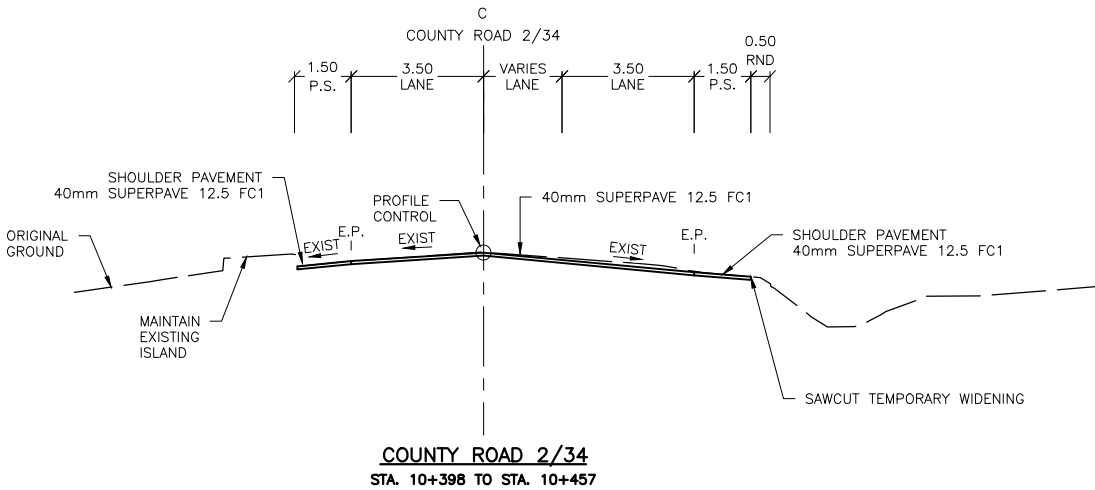 C
COUNTY ROAD 2/34
0.50
RND
1.50
P.S.
3.50
LANE
VARIES
LANE
3.50
LANE
1.50
P.S.
SHOULDER PAVEMENT
40mm SUPERPAVE 12.5 FC1
PROFILE
CONTROL
40mm SUPERPAVE 12.5 FC1
ORIGINAL
GROUND
E.P.
EXIST
EXIST
EXIST
E.P.
SHOULDER PAVEMENT
40mm SUPERPAVE 12.5 FC1
MAINTAIN
EXISTING
ISLAND
SAWCUT TEMPORARY WIDENING
COUNTY ROAD 2/34
STA. 10+398 TO STA. 10+457